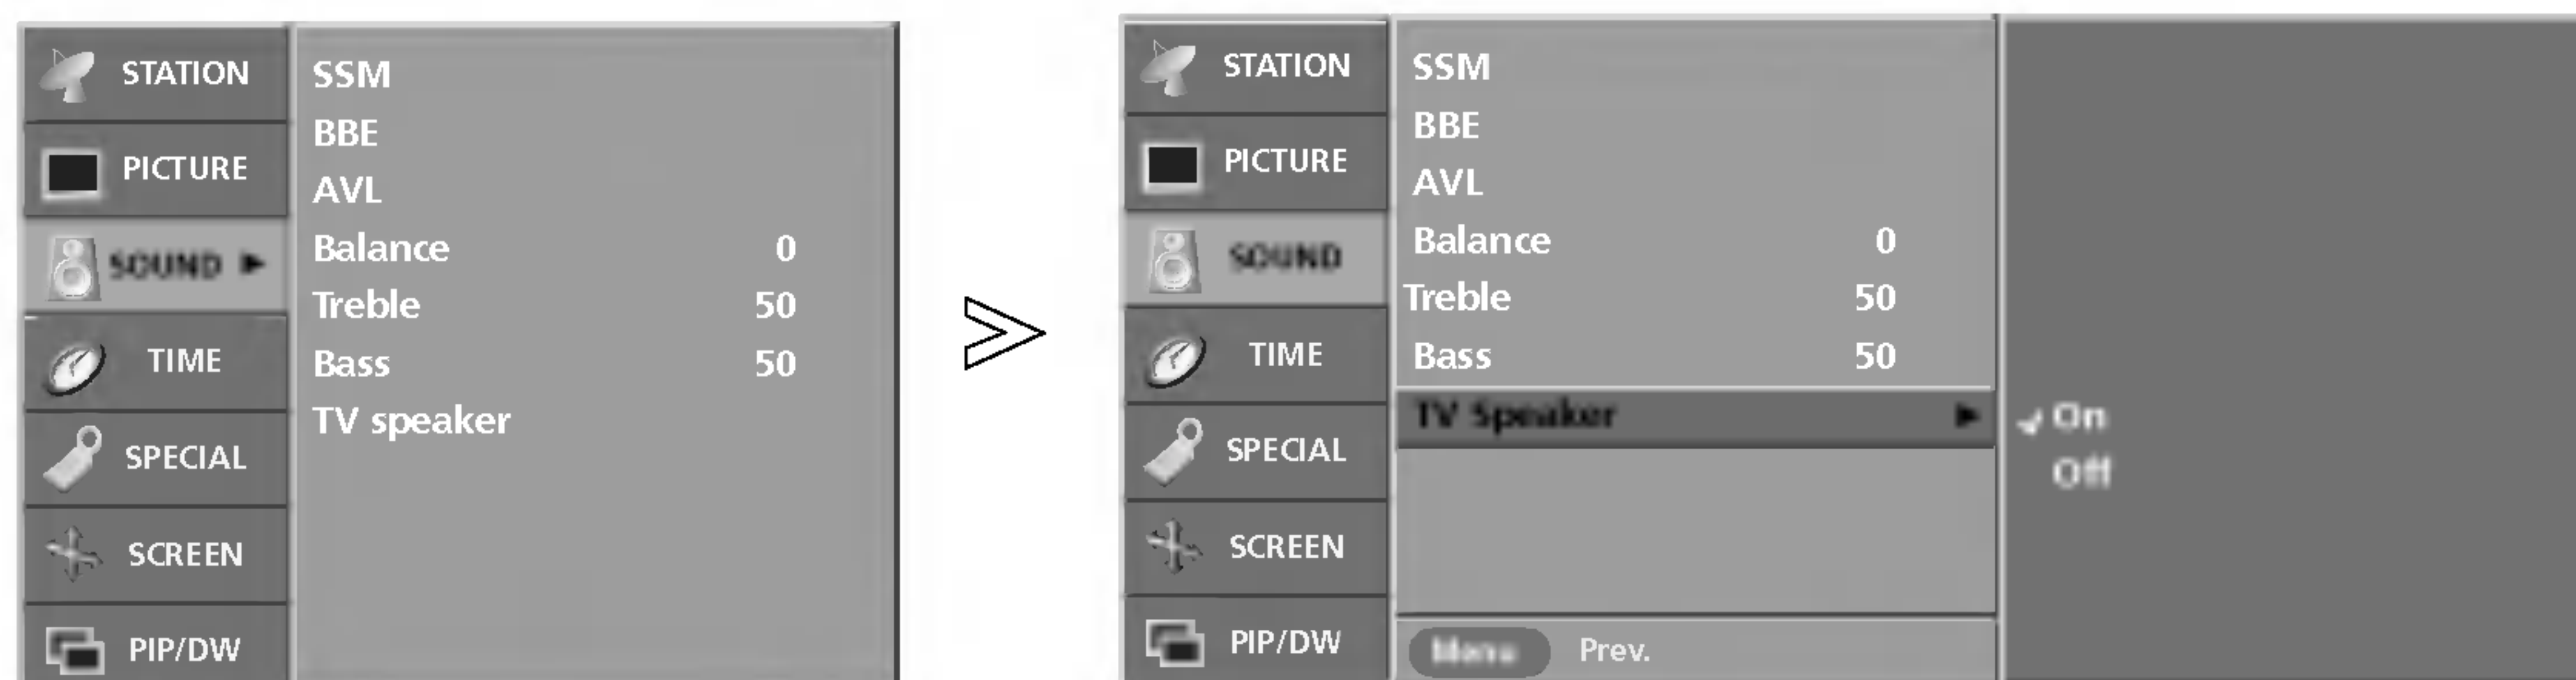 STATION
PICTURE
SOUND
TIME
SPECIAL
SCREEN
PIP/DW
SSM
BBE
AVL
Balance 0
Treble 50
Bass 50
TV speaker
STATION
PICTURE
SOUND
TIME
SPECIAL
SCREEN
PIP/DW
SSM
BBE
AVL
Balance 0
Treble 50
Bass 50
TV Speaker
Menu Prev.
On
Off